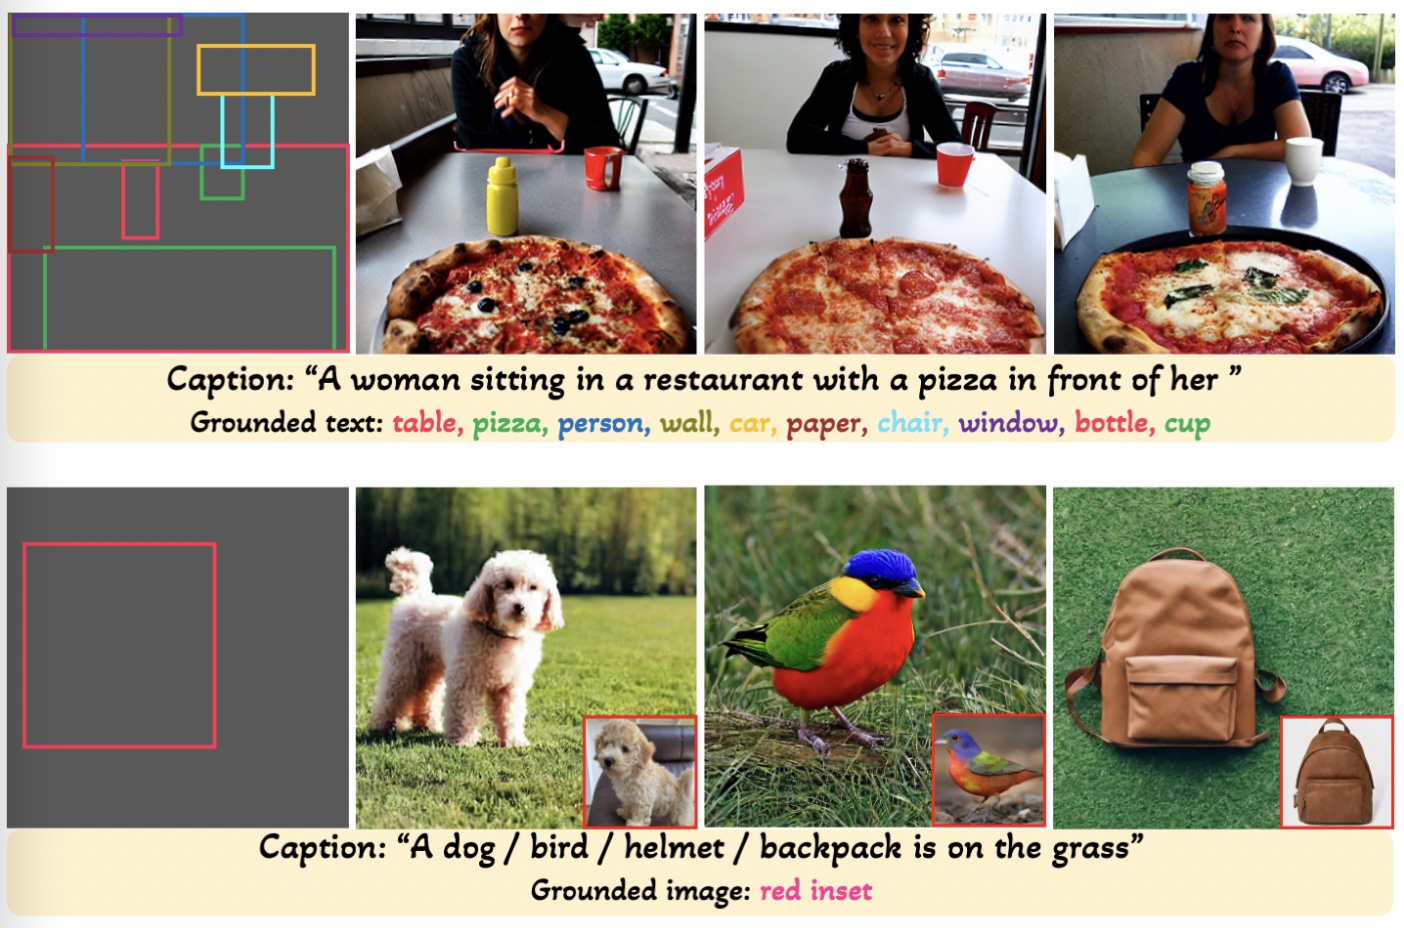 Caption: “A woman sitting in a restaurant with a pizza in front of her ”
Grounded text: table, pizza, person, wall, car, paper, chair, window, bottle, cup
Caption: “A dog / bird / helmet / backpack is on the grass”
Grounded image: red inset